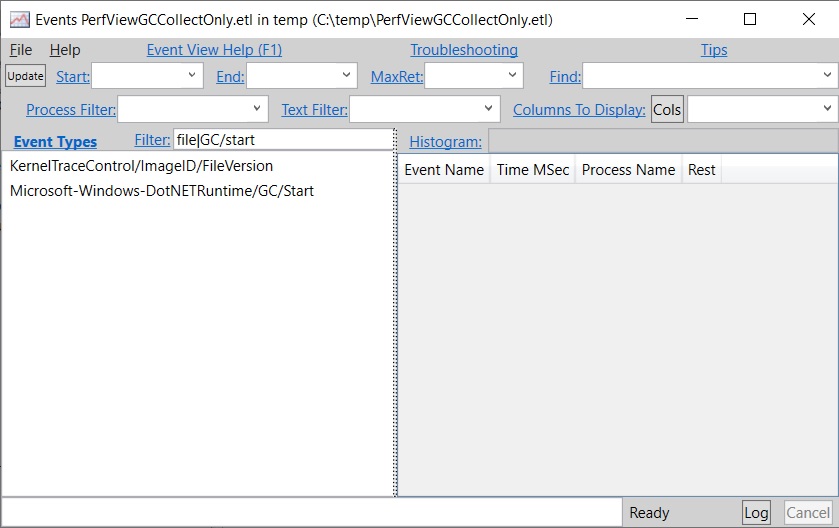 Events PerfViewGCCollectOnly.etl in temp (C:\temp\PerfViewGCCollectOnly.etl)
File Help Event View Help (F1) Troubleshooting Tips
Update Start: End: MaxRet: Find:
Process Filter: Text Filter: Columns To Display: Cols
Event Types Filter: file|GC/start Histogram:
Event Name Time MSec Process Name Rest
KernelTraceControl/ImageID/FileVersion
Microsoft-Windows-DotNETRuntime/GC/Start
Ready Log Cancel